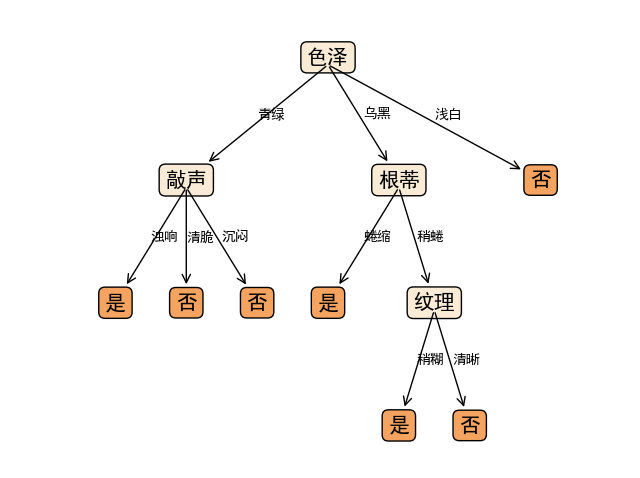 色泽
青绿
乌黑
浅白
敲声
根蒂
否
浊响
清脆
沉闷
蜷缩
稍蜷
是
否
否
是
纹理
稍糊
清晰
是
否